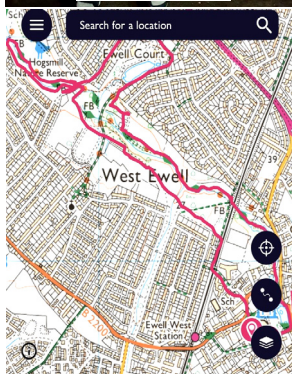 Search for a location
Sch
FB
Hogsmill
Nature Reserve
Ewell Court
FB
39
West Ewell
FB
Sch
B 2200
Ewell West
Station